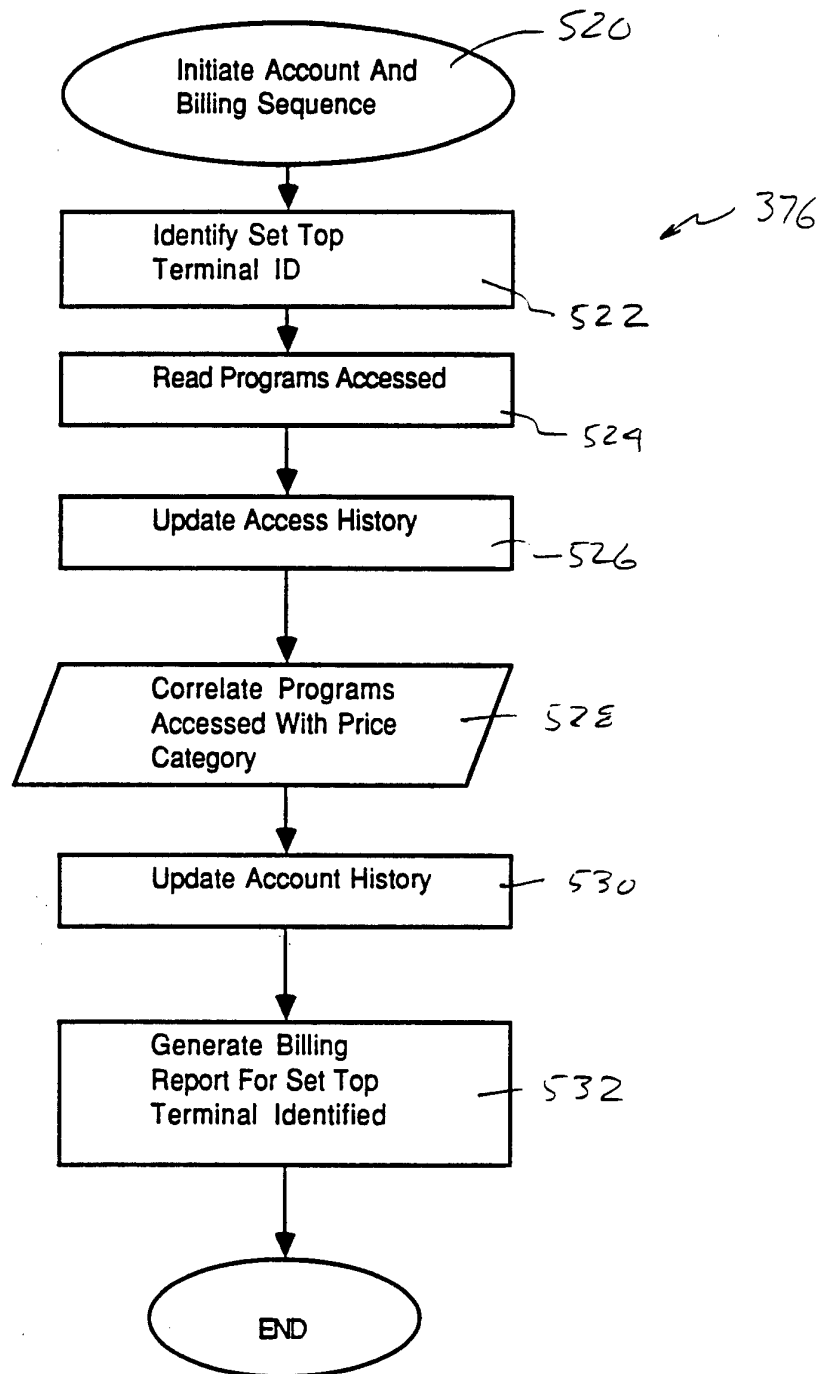 520
Initiate Account And
Billing Sequence
376
Identify Set Top
Terminal ID
522
Read Programs Accessed
524
Update Access History
526
Correlate Programs
Accessed With Price
Category
528
Update Account History
530
Generate Billing
Report For Set Top
Terminal Identified
532
END